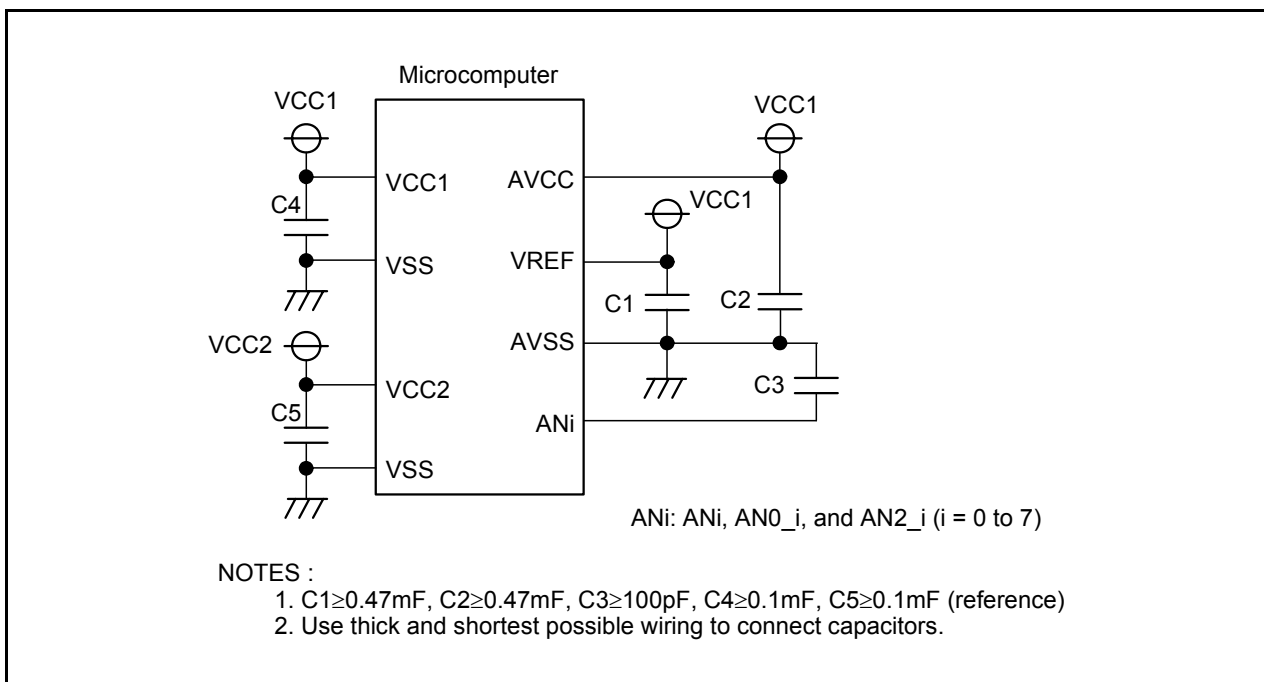 Microcomputer
VCC1
VCC1
VCC1
AVCC
C4
VCC1
VSS
VREF
C1
C2
VCC2
AVSS
C3
VCC2
C5
ANi
VSS
ANi: ANi, AN0_i, and AN2_i (i = 0 to 7)
NOTES :
1. C1≥0.47mF, C2≥0.47mF, C3≥100pF, C4≥0.1mF, C5≥0.1mF (reference)
2. Use thick and shortest possible wiring to connect capacitors.